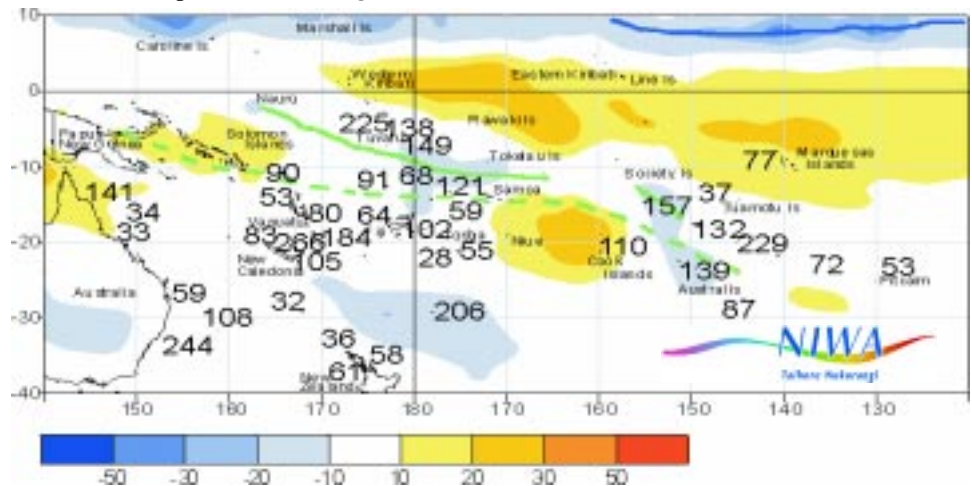 10
Caroline Is
Marshall Is
Western Kiribati
Eastern Kiribati
Line Is
0
Nauru
225
138
Tuvalu
149
Papua New Guinea
Solomon Islands
Tokelau Is
77
Marquesas Islands
-10
90
91
68
121
Samoa
Society Is
141
53
37
34
80
64
59
157
Tuamotu Is
33
Vanuatu
102
132
-20
83
266
184
Tonga
Niue
110
229
New Caledonia
105
28
55
Cook Islands
139
72
53
Pitcairn
Australia
59
32
Australs
87
-30
108
206
244
36
58
NIWA
Taihoro Nukurangi
61
New Zealand
-40
150 160 170 180 170 160 150 140 130
-50 -30 -20 -10 10 20 30 50